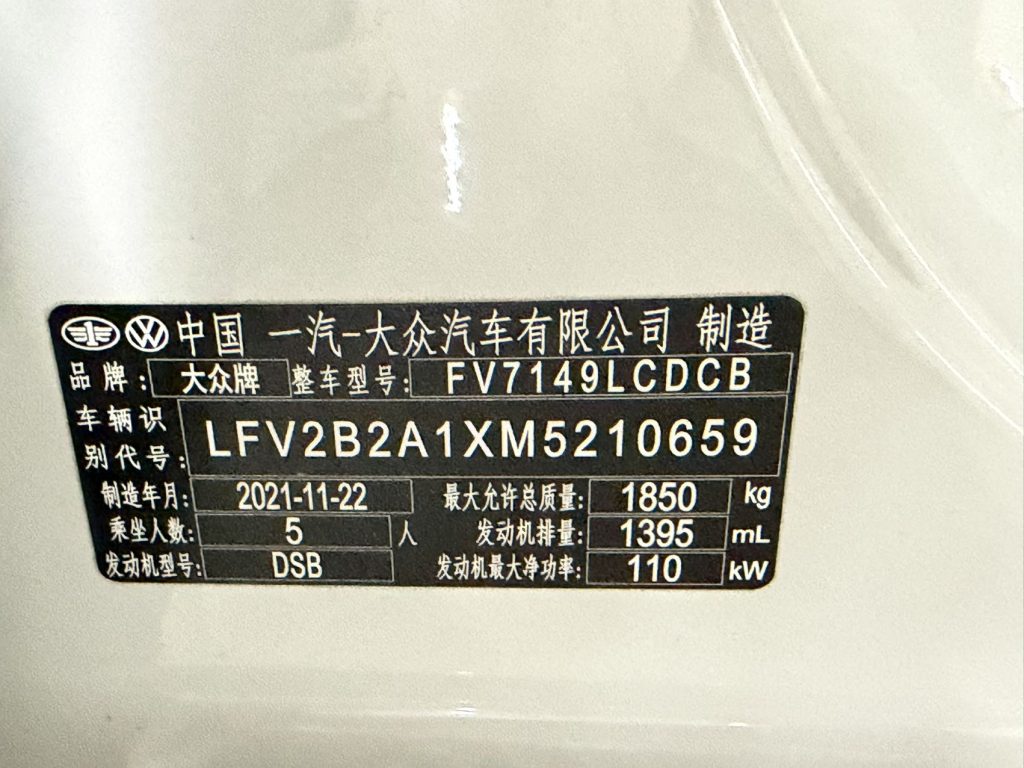 中国 一汽-大众汽车有限公司 制造
品牌: 大众牌 整车型号: FV7149LCDCB
车辆识别代号: LFV2B2A1XM5210659
制造年月: 2021-11-22 最大允许总质量: 1850 kg
乘坐人数: 5 人 发动机排量: 1395 mL
发动机型号: DSB 发动机最大净功率: 110 kW